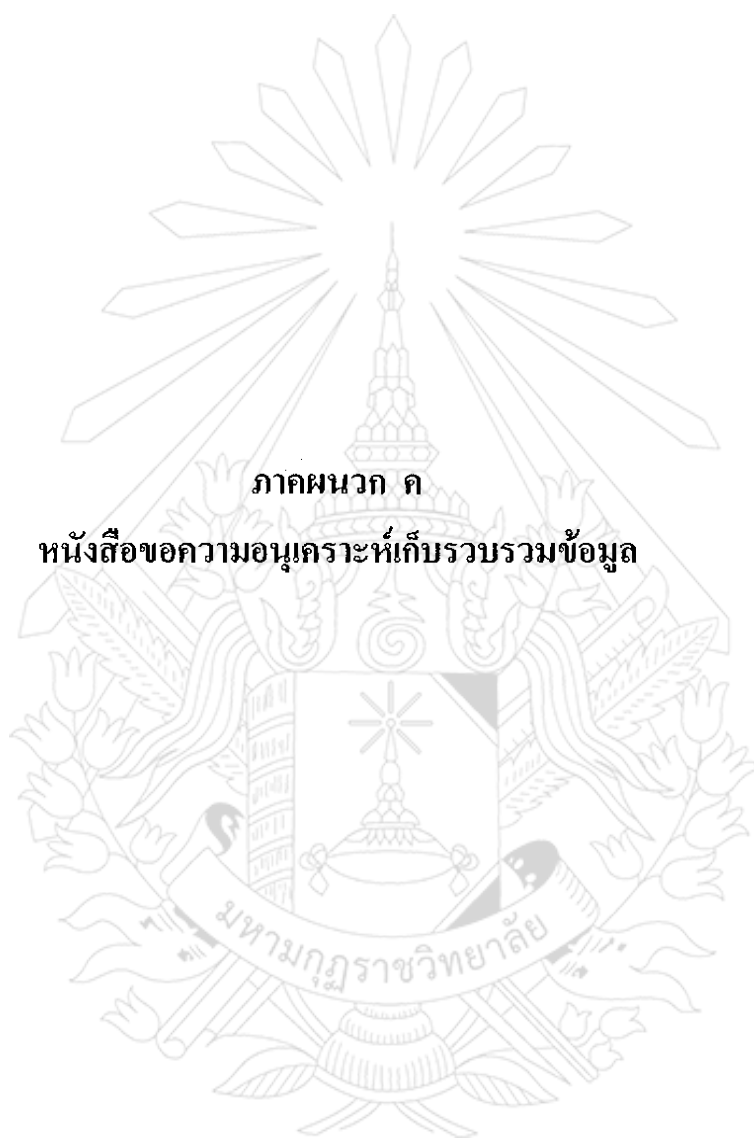 ภาคผนวก ค
หนังสือขอความอนุเคราะห์เก็บรวบรวมข้อมูล
มหามกุฏราชวิทยาลัย